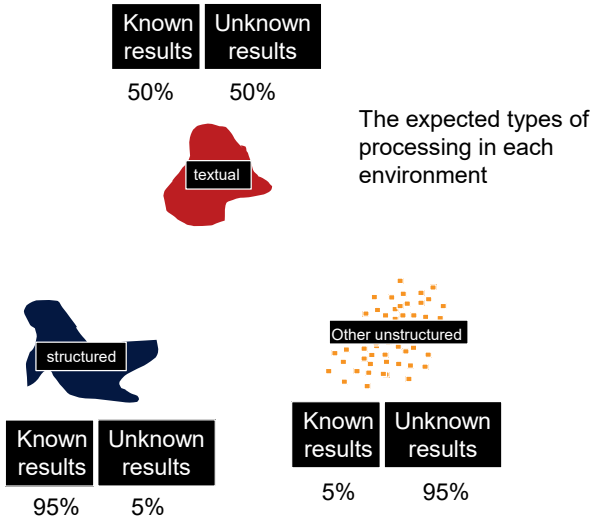 Known
results
Unknown
results
50%
50%
The expected types of
processing in each
environment
textual
structured
Other unstructured
Known
results
Unknown
results
95%
5%
Known
results
Unknown
results
5%
95%